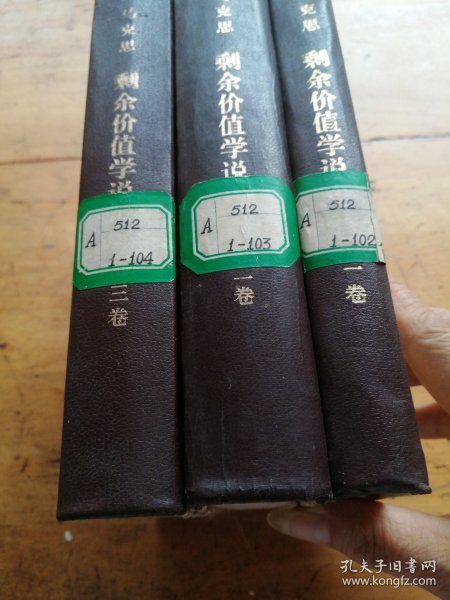 马克思 剩余价值学说
A 512
1-104
三卷
克思 剩余价值学说
A 512
1-103
卷
克思 剩余价值学说
A 512
1-102
一卷
孔夫子旧书网
www.kongfz.com